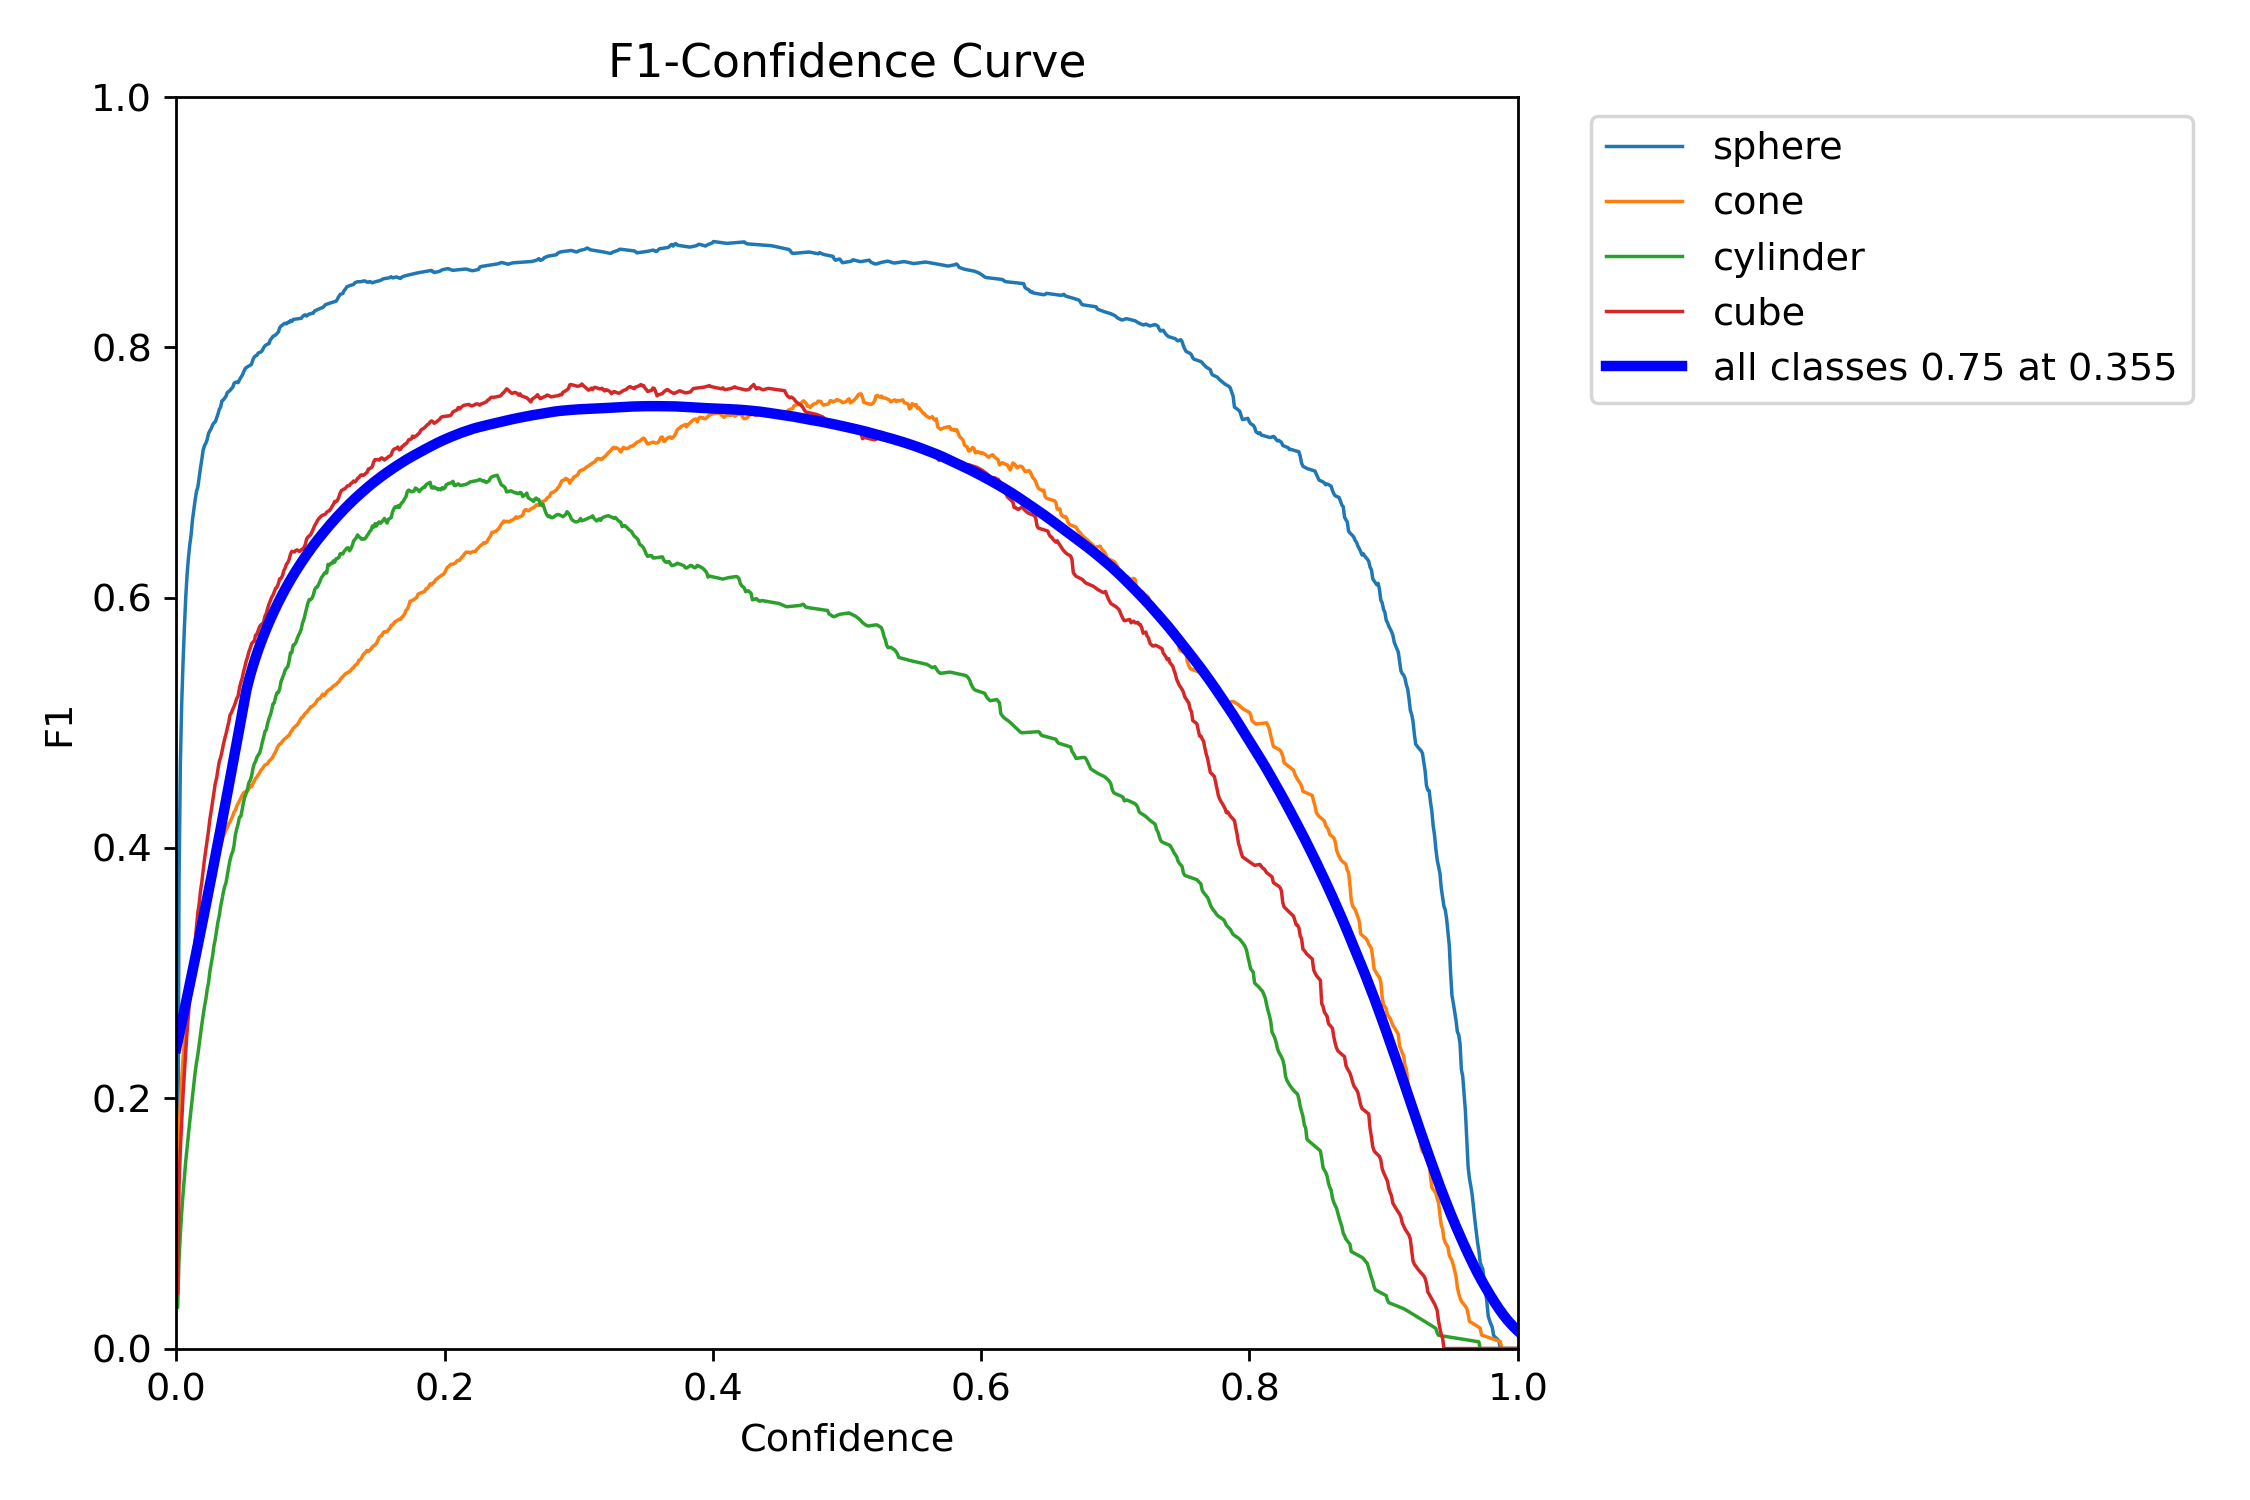 F1-Confidence Curve
1.0
0.8
0.6
0.4
0.2
0.0
F1
0.0 0.2 0.4 0.6 0.8 1.0
Confidence
sphere
cone
cylinder
cube
all classes 0.75 at 0.355